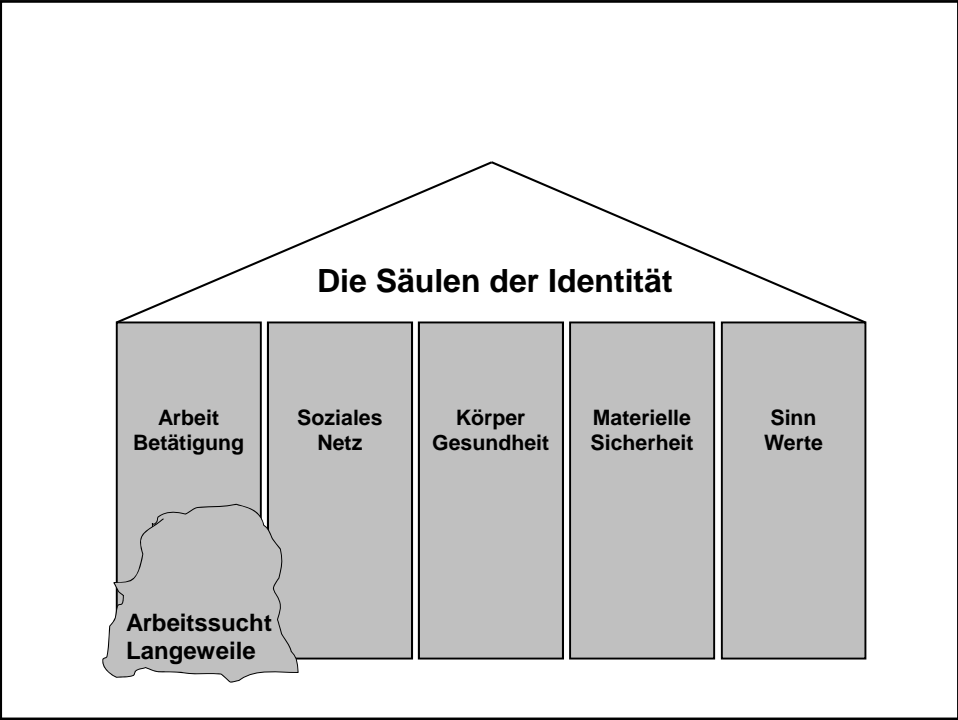 Die Säulen der Identität
Arbeit
Betätigung
Soziales
Netz
Körper
Gesundheit
Materielle
Sicherheit
Sinn
Werte
Arbeitssucht
Langeweile